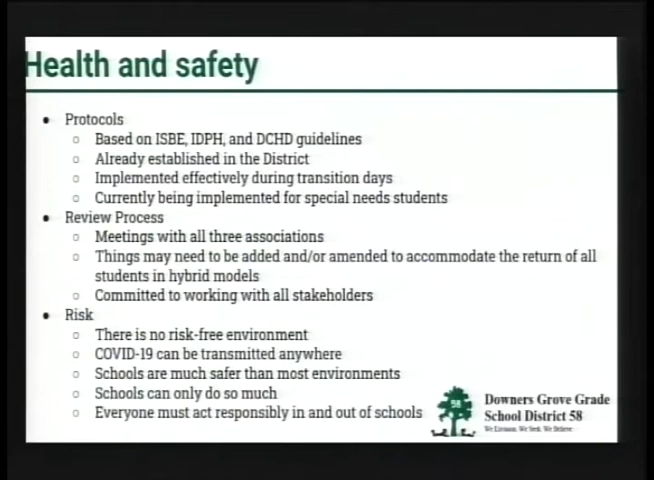 Health and safety
• Protocols
○ Based on ISBE, IDPH, and DCHD guidelines
○ Already established in the District
○ Implemented effectively during transition days
○ Currently being implemented for special needs students
• Review Process
○ Meetings with all three associations
○ Things may need to be added and/or amended to accommodate the return of all
students in hybrid models
○ Committed to working with all stakeholders
• Risk
○ There is no risk-free environment
○ COVID-19 can be transmitted anywhere
○ Schools are much safer than most environments
○ Schools can only do so much
○ Everyone must act responsibly in and out of schools
58
Downers Grove Grade
School District 58
We Believe